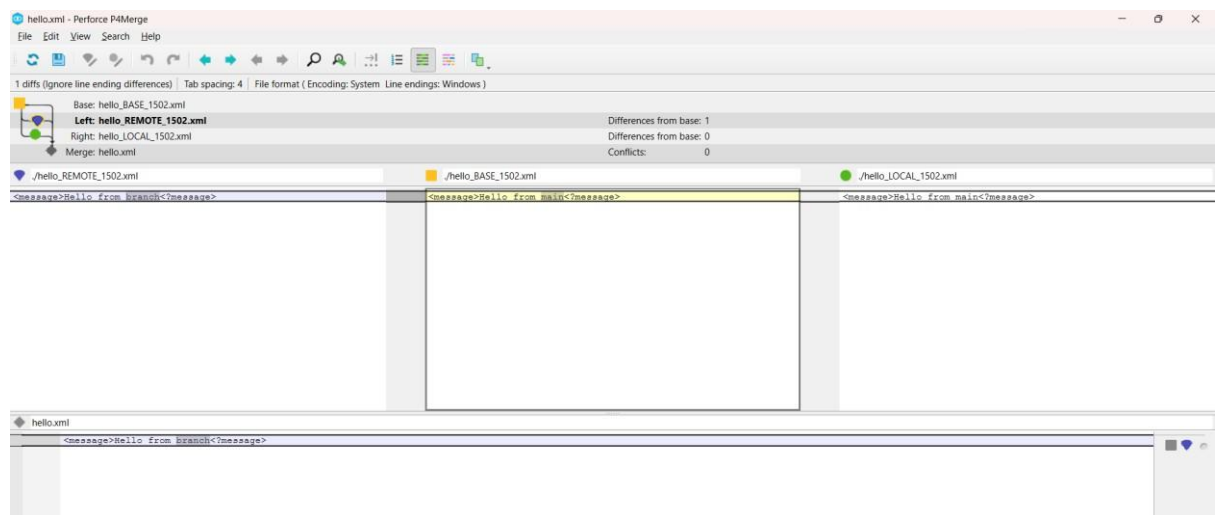 hello.xml - Perforce P4Merge
File Edit View Search Help
1 diffs (Ignore line ending differences) Tab spacing: 4 File format ( Encoding: System Line endings: Windows )
Base: hello_BASE_1502.xml
Left: hello_REMOTE_1502.xml Differences from base: 1
Right: hello_LOCAL_1502.xml Differences from base: 0
Merge: hello.xml Conflicts: 0
./hello_REMOTE_1502.xml ./hello_BASE_1502.xml ./hello_LOCAL_1502.xml
<message>Hello from branch<?message> <message>Hello from main<?message> <message>Hello from main<?message>
hello.xml
<message>Hello from branch<?message>